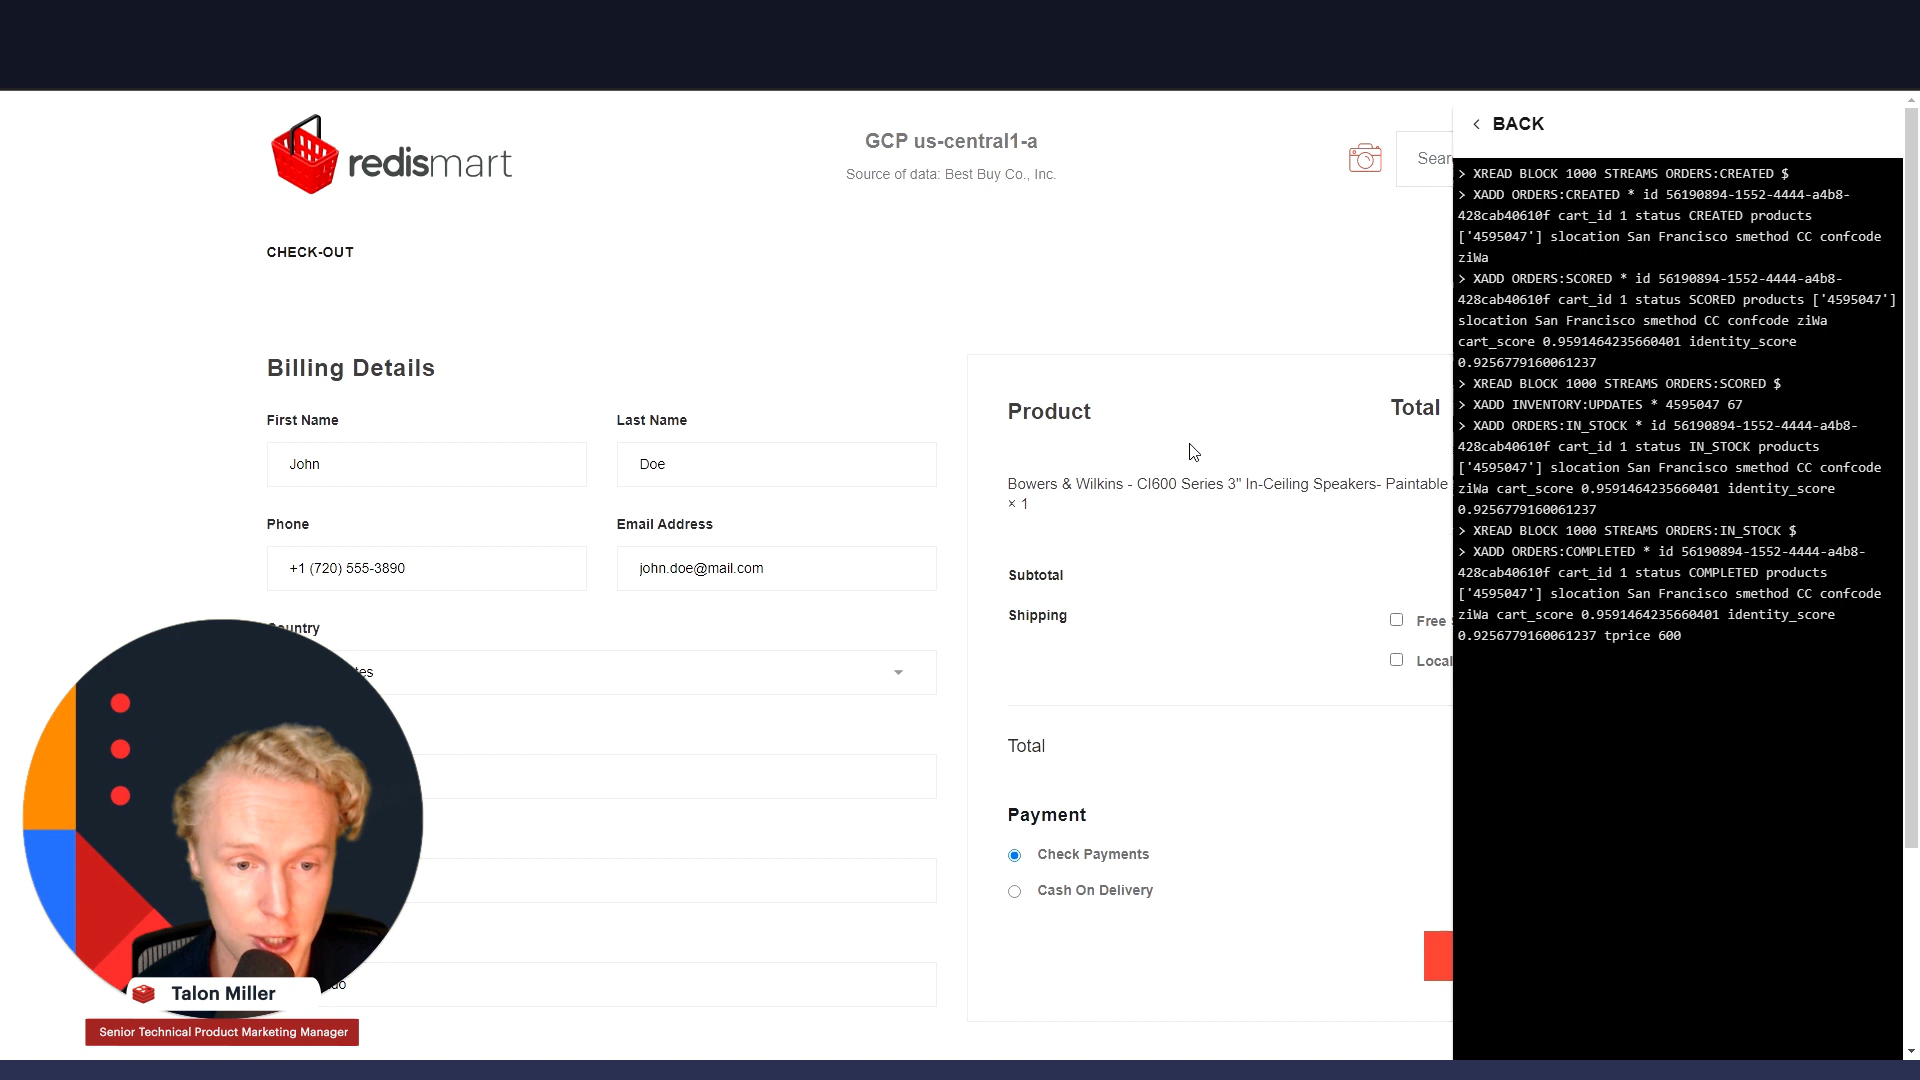 redismart
GCP us-central1-a
Source of data: Best Buy Co., Inc.
Sear
CHECK-OUT
Billing Details
First Name
Last Name
John
Doe
Phone
Email Address
+1 (720) 555-3890
john.doe@mail.com
ountry
tes
do
Talon Miller
Senior Technical Product Marketing Manager
Product
Total
Bowers & Wilkins - CI600 Series 3" In-Ceiling Speakers- Paintable
× 1
Subtotal
Shipping
Free
Local
Total
Payment
Check Payments
Cash On Delivery
< BACK
> XREAD BLOCK 1000 STREAMS ORDERS:CREATED $
> XADD ORDERS:CREATED * id 56190894-1552-4444-a4b8-
428cab40610f cart_id 1 status CREATED products
['4595047'] slocation San Francisco smethod CC confcode
ziWa
> XADD ORDERS:SCORED * id 56190894-1552-4444-a4b8-
428cab40610f cart_id 1 status SCORED products ['4595047']
slocation San Francisco smethod CC confcode ziWa
cart_score 0.9591464235660401 identity_score
0.9256779160061237
> XREAD BLOCK 1000 STREAMS ORDERS:SCORED $
> XADD INVENTORY:UPDATES * 4595047 67
> XADD ORDERS:IN_STOCK * id 56190894-1552-4444-a4b8-
428cab40610f cart_id 1 status IN_STOCK products
['4595047'] slocation San Francisco smethod CC confcode
ziWa cart_score 0.9591464235660401 identity_score
0.9256779160061237
> XREAD BLOCK 1000 STREAMS ORDERS:IN_STOCK $
> XADD ORDERS:COMPLETED * id 56190894-1552-4444-a4b8-
428cab40610f cart_id 1 status COMPLETED products
['4595047'] slocation San Francisco smethod CC confcode
ziWa cart_score 0.9591464235660401 identity_score
0.9256779160061237 tprice 600